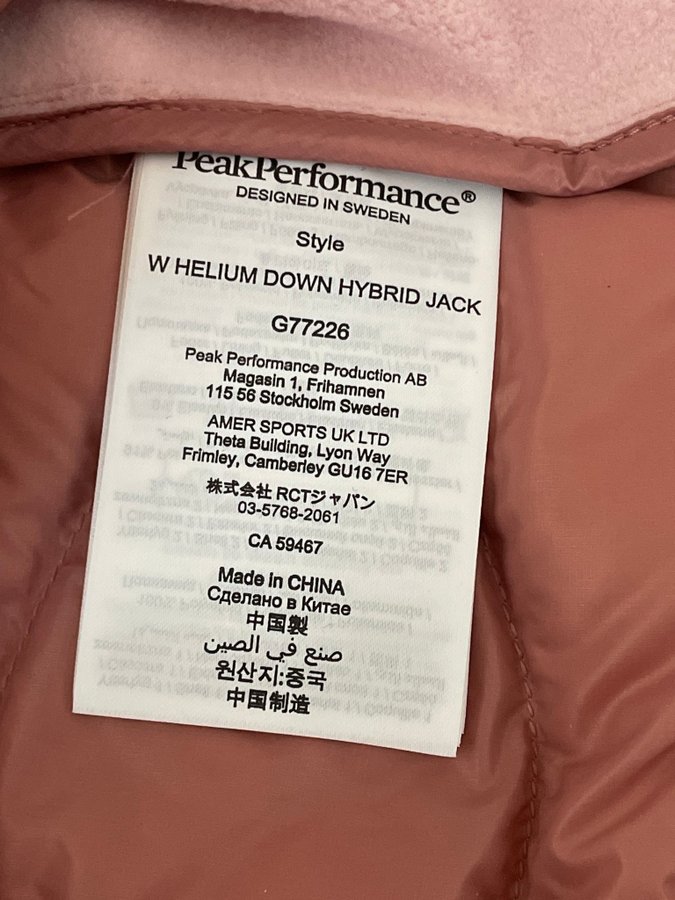 PeakPerformance®
DESIGNED IN SWEDEN
Style
W HELIUM DOWN HYBRID JACK
G77226
Peak Performance Production AB
Magasin 1, Frihamnen
115 56 Stockholm Sweden
AMER SPORTS UK LTD
Theta Building, Lyon Way
Frimley, Camberley GU16 7ER
株式会社 RCTジャパン
03-5768-2061
CA 59467
Made in CHINA
Сделано в Китае
中国製
صنع في الصين
원산지:중국
中国制造